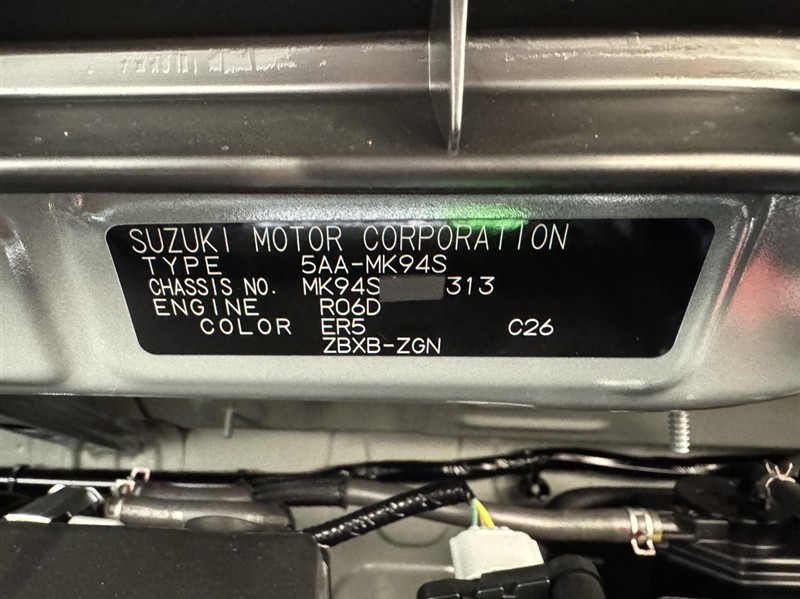 SUZUKI MOTOR CORPORATION
TYPE 5AA-MK94S
CHASSIS NO. MK94S 313
ENGINE R06D
COLOR ER5 C26
ZBXB-ZGN